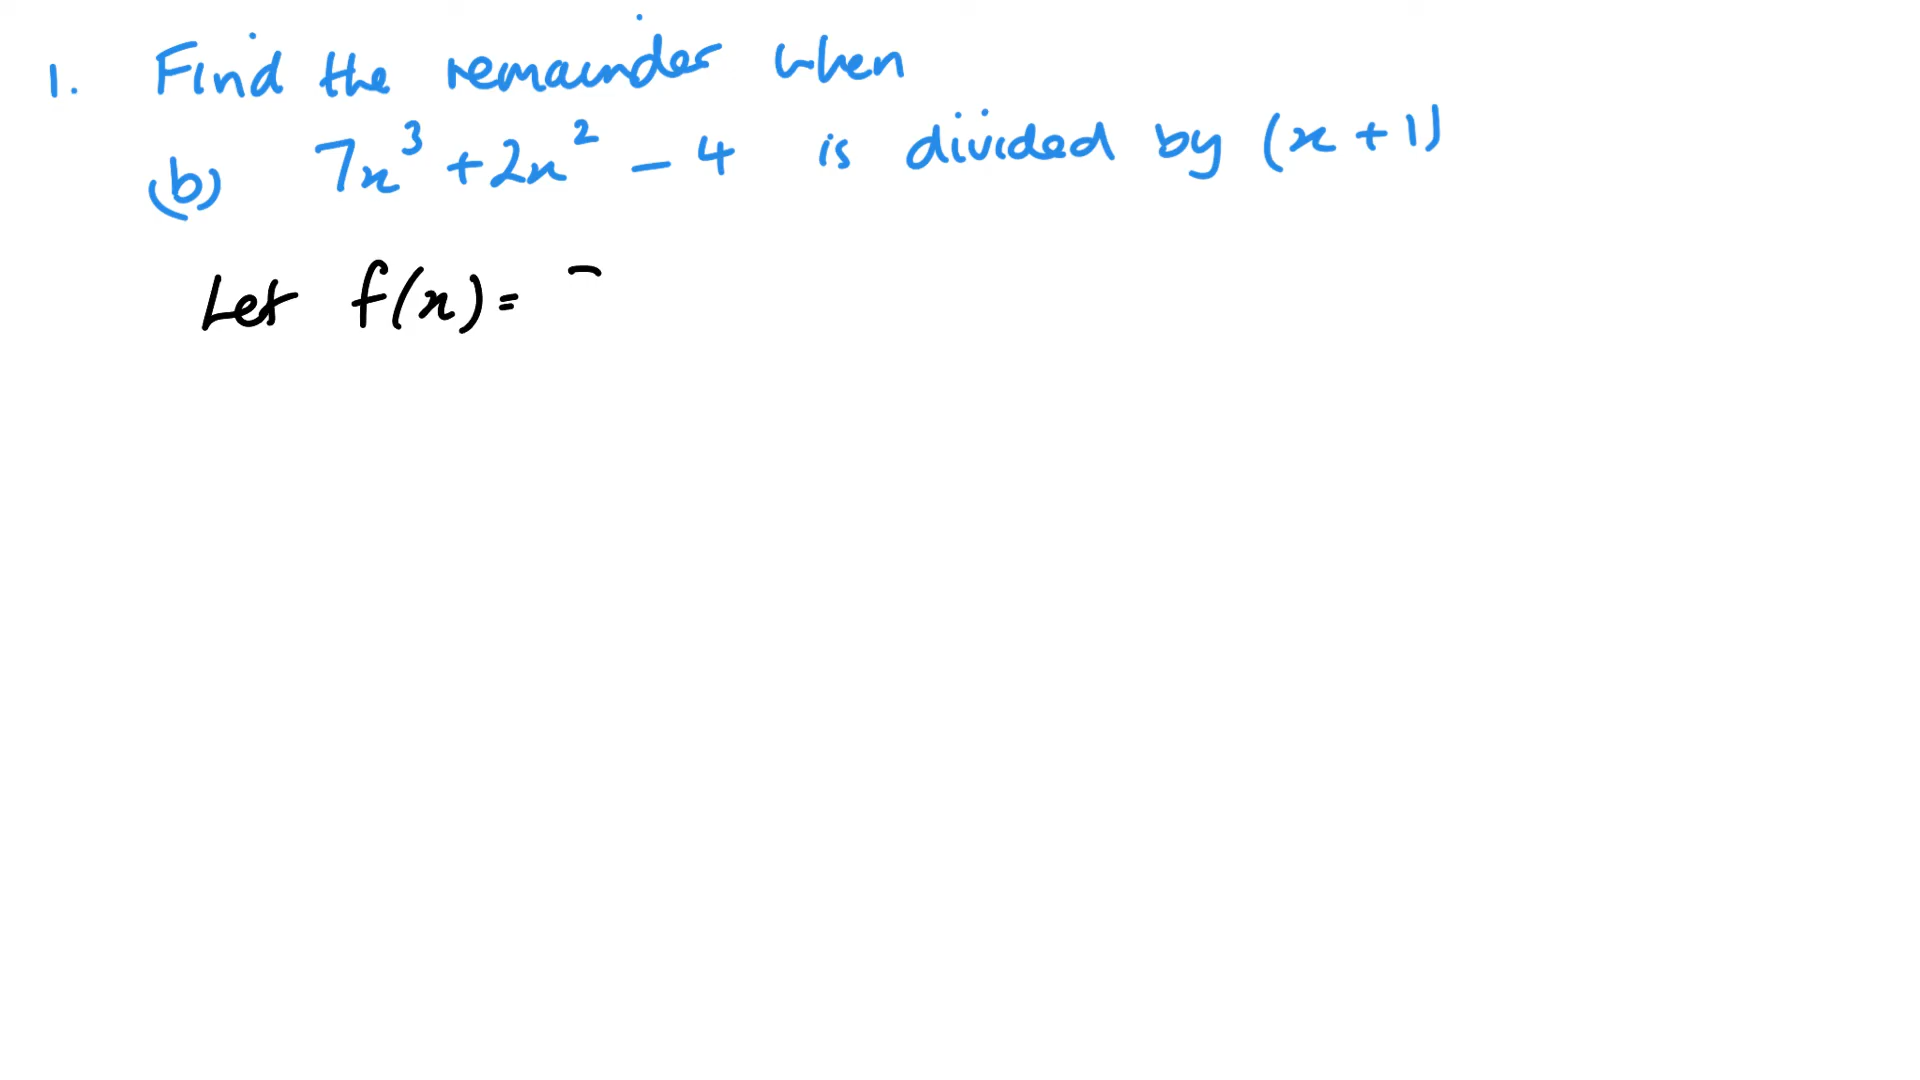 1. Find the remainder when
(b) 7x³ + 2x² - 4 is divided by (x + 1)
Let f(x) =